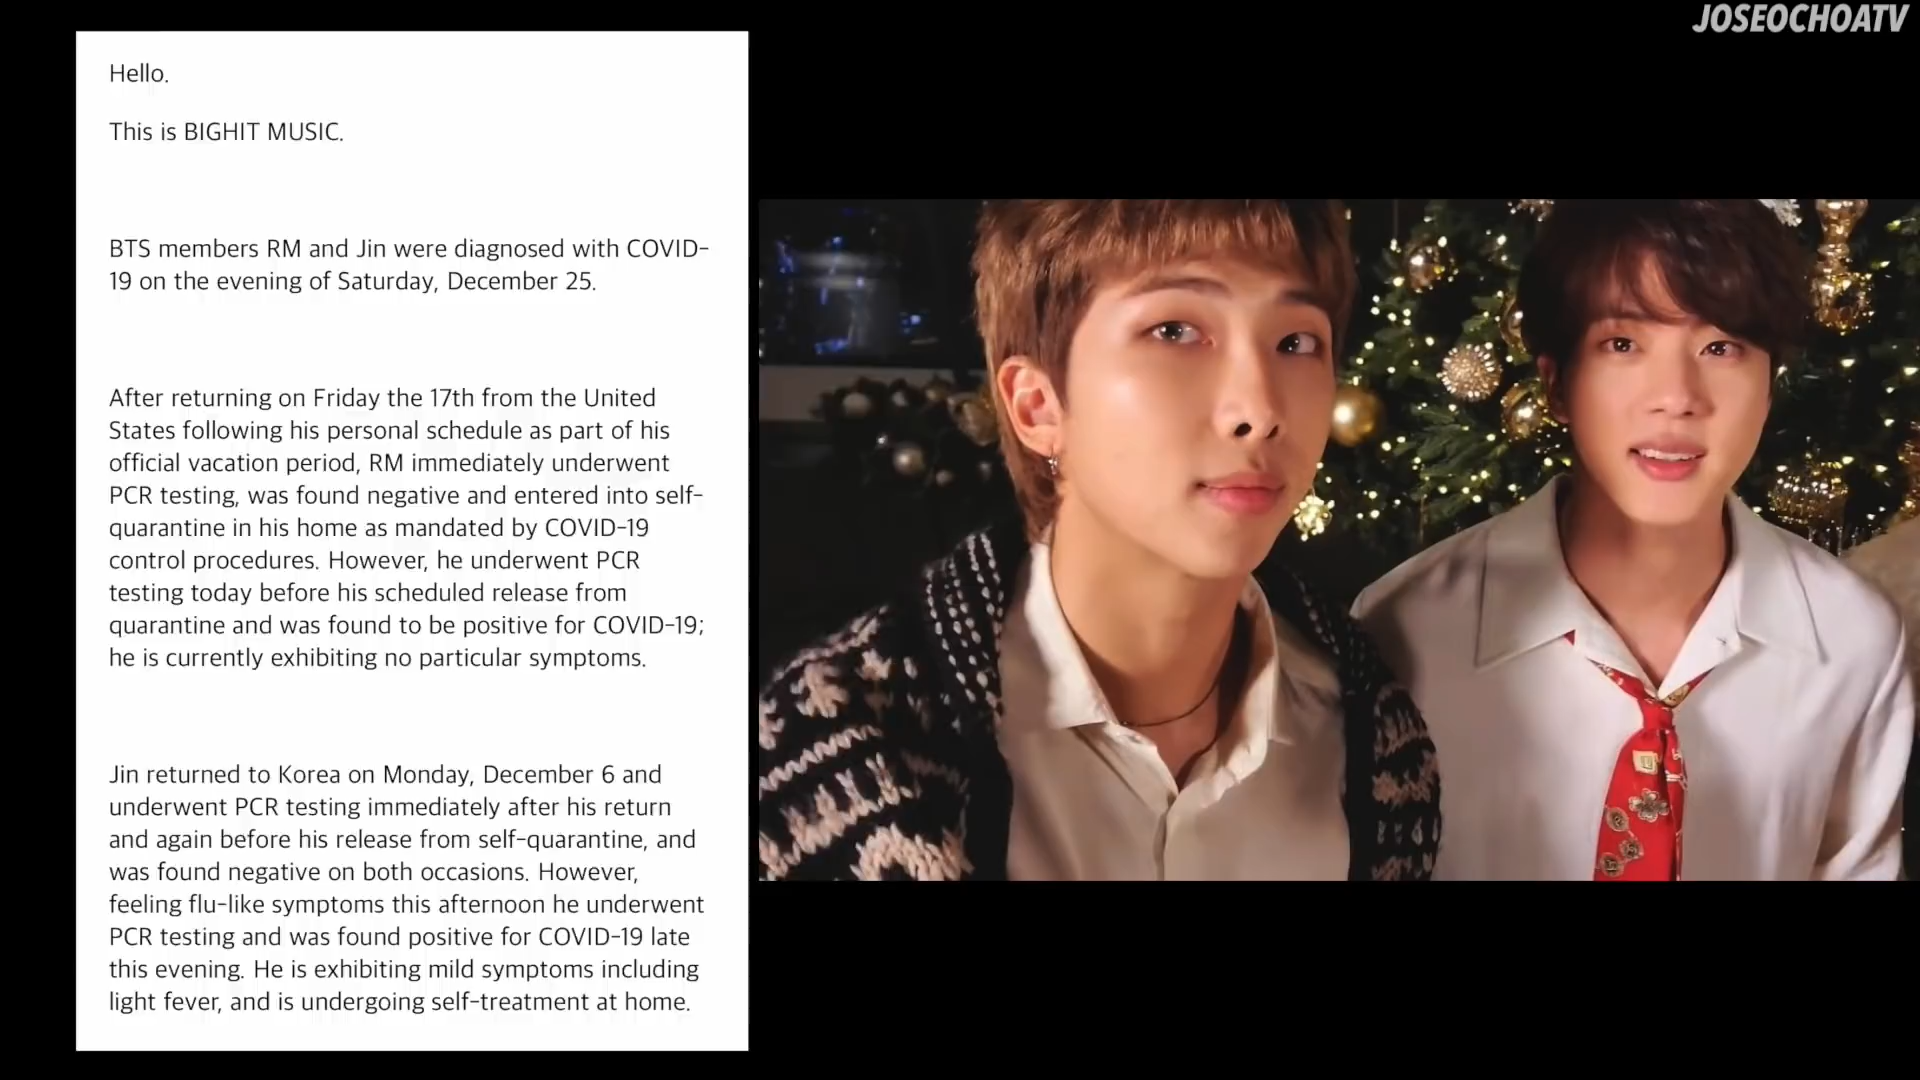 JOSEOCHOATV
Hello.
This is BIGHIT MUSIC.
BTS members RM and Jin were diagnosed with COVID-
19 on the evening of Saturday, December 25.
After returning on Friday the 17th from the United
States following his personal schedule as part of his
official vacation period, RM immediately underwent
PCR testing, was found negative and entered into self-
quarantine in his home as mandated by COVID-19
control procedures. However, he underwent PCR
testing today before his scheduled release from
quarantine and was found to be positive for COVID-19;
he is currently exhibiting no particular symptoms.
Jin returned to Korea on Monday, December 6 and
underwent PCR testing immediately after his return
and again before his release from self-quarantine, and
was found negative on both occasions. However,
feeling flu-like symptoms this afternoon he underwent
PCR testing and was found positive for COVID-19 late
this evening. He is exhibiting mild symptoms including
light fever, and is undergoing self-treatment at home.